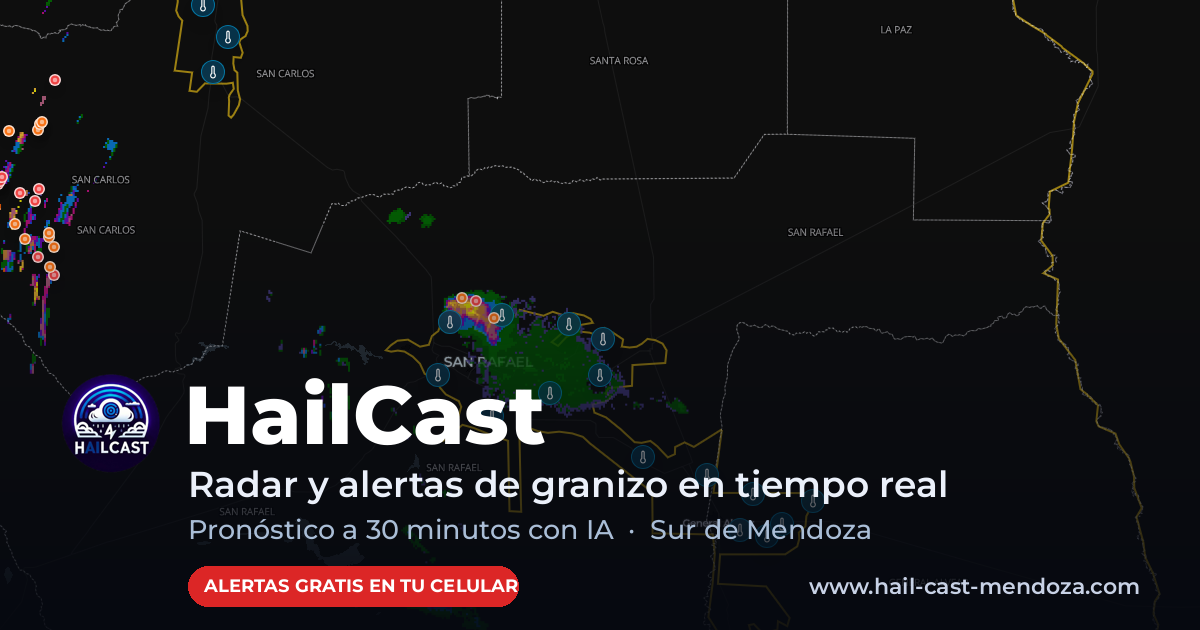 LA PAZ
SANTA ROSA
SAN CARLOS
SAN CARLOS
SAN CARLOS
SAN RAFAEL
SAN RAFAEL
HAILCAST
HailCast
SAN RAFAEL
Radar y alertas de granizo en tiempo real
SAN RAFAEL
Pronóstico a 30 minutos con IA · Sur de Mendoza
ALERTAS GRATIS EN TU CELULAR
www.hail-cast-mendoza.com